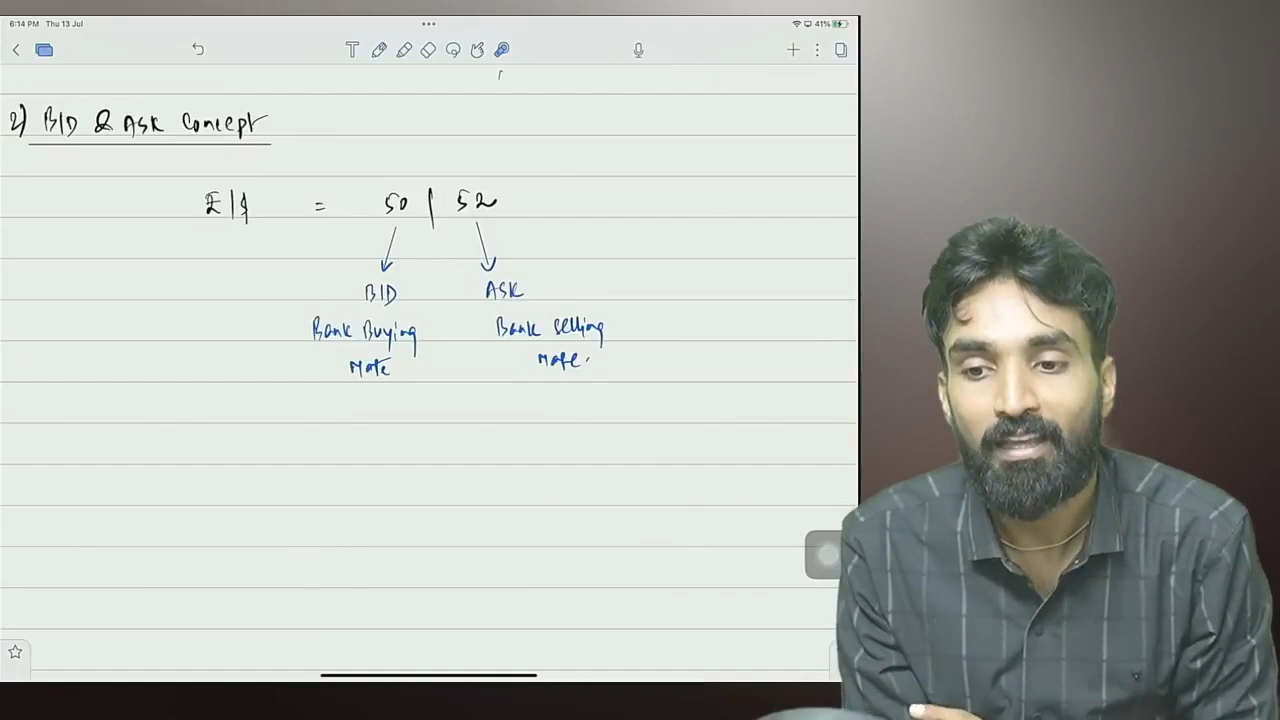 6:14 PM Thu 13 Jul
41%
T
2) BID & ASK Concept
£|$ = 50 | 52
BID ASK
Bank Buying Bank selling
Rate Rate.